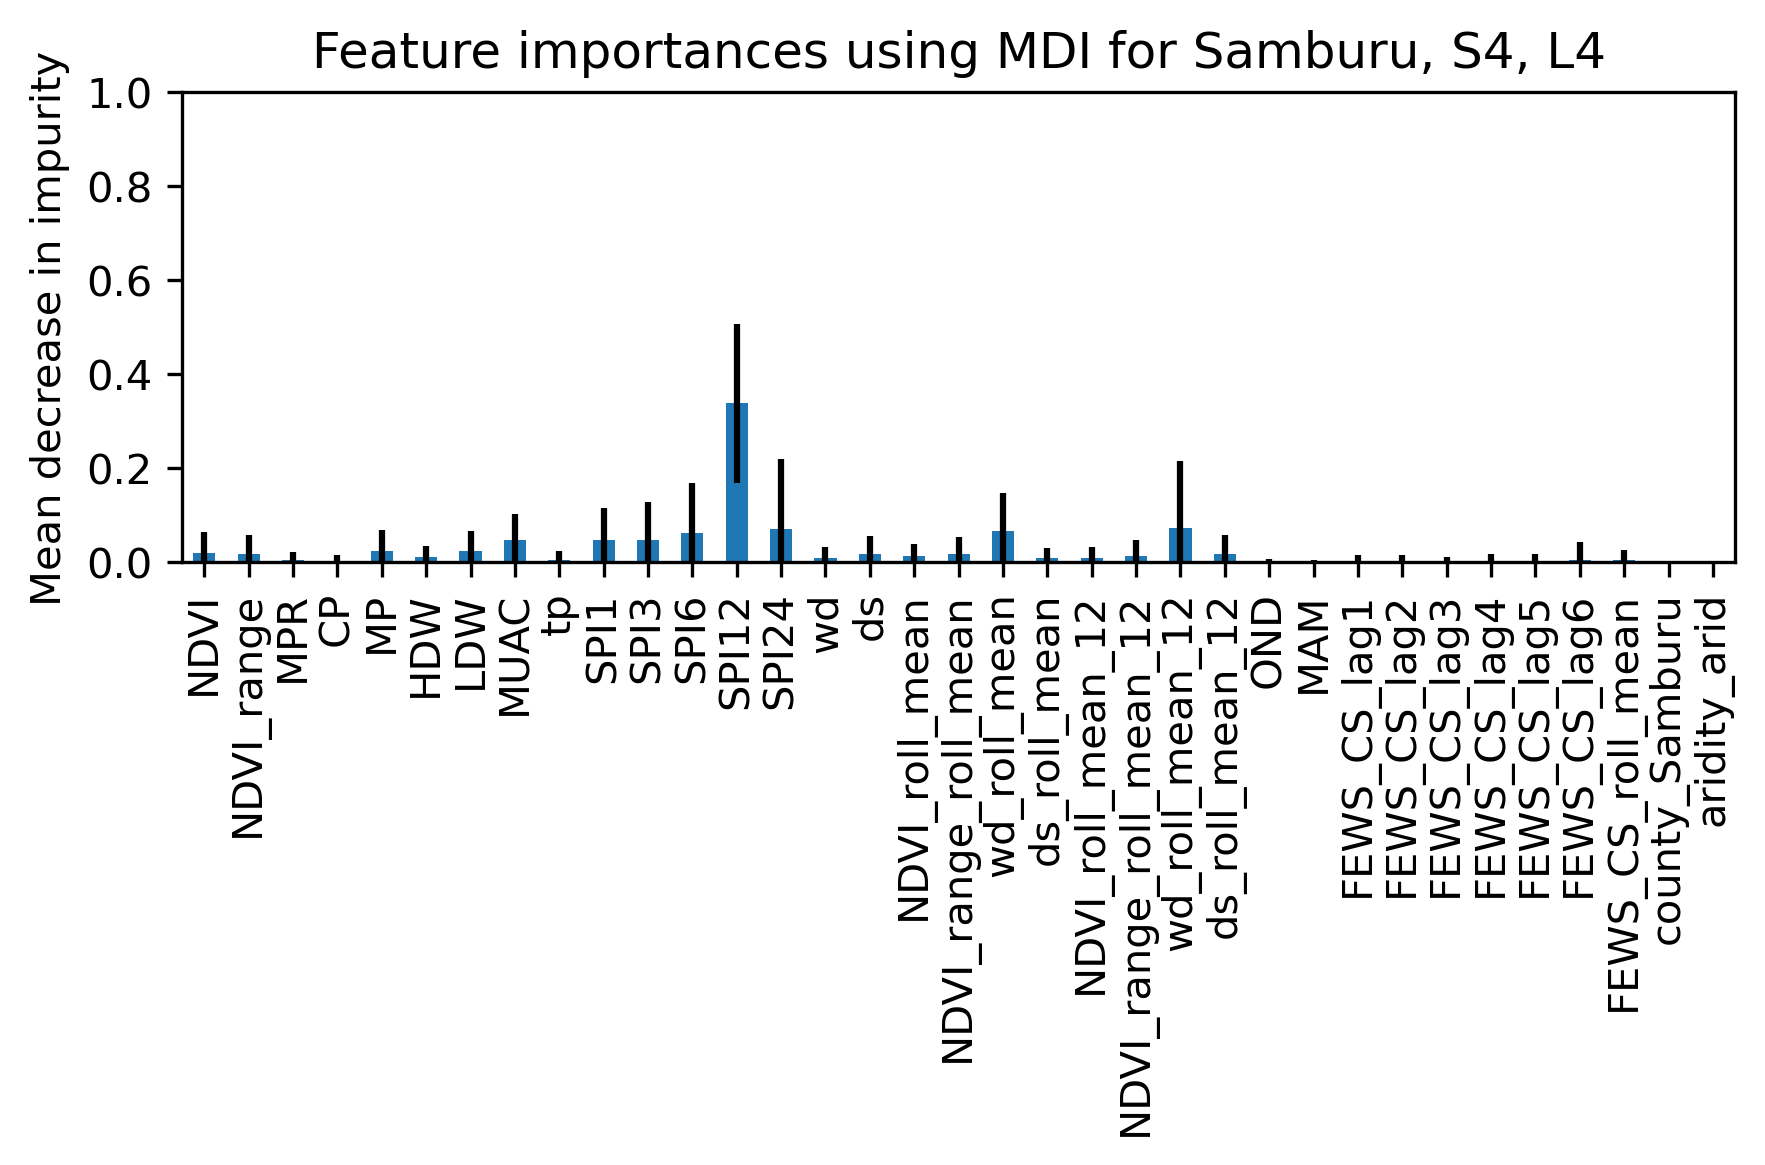 Feature importances using MDI for Samburu, S4, L4
Mean decrease in impurity
1.0
0.8
0.6
0.4
0.2
0.0
NDVI
NDVI_range
MPR
CP
MP
HDW
LDW
MUAC
tp
SPI1
SPI3
SPI6
SPI12
SPI24
wd
ds
NDVI_roll_mean
NDVI_range_roll_mean
wd_roll_mean
ds_roll_mean
NDVI_roll_mean_12
NDVI_range_roll_mean_12
wd_roll_mean_12
ds_roll_mean_12
OND
MAM
FEWS_CS_lag1
FEWS_CS_lag2
FEWS_CS_lag3
FEWS_CS_lag4
FEWS_CS_lag5
FEWS_CS_lag6
FEWS_CS_roll_mean
county_Samburu
aridity_arid